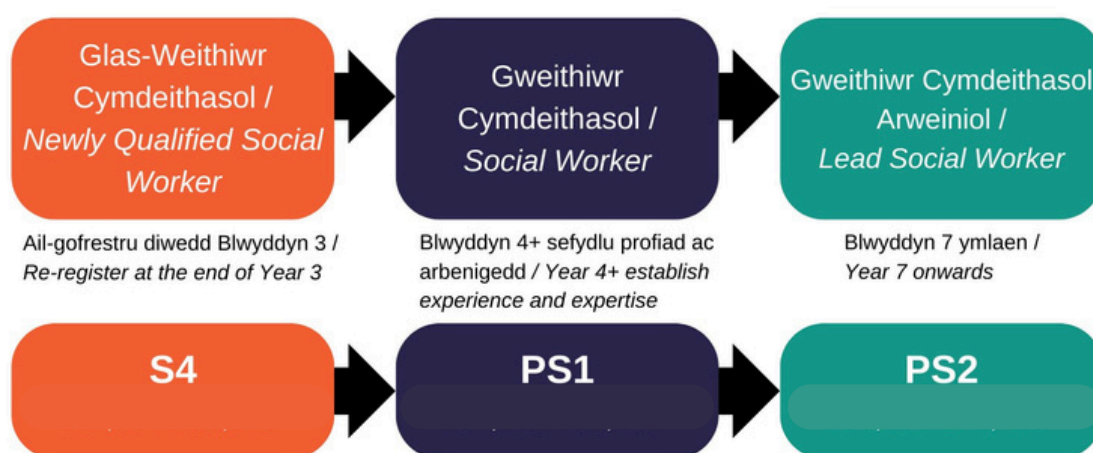 Glas-Weithiwr
Cymdeithasol /
Newly Qualified Social
Worker
Gweithiwr
Cymdeithasol /
Social Worker
Gweithiwr Cymdeithasol
Arweiniol /
Lead Social Worker
Ail-gofrestru diwedd Blwyddyn 3 /
Re-register at the end of Year 3
Blwyddyn 4+ sefydlu profiad ac
arbenigedd / Year 4+ establish
experience and expertise
Blwyddyn 7 ymlaen /
Year 7 onwards
S4
PS1
PS2